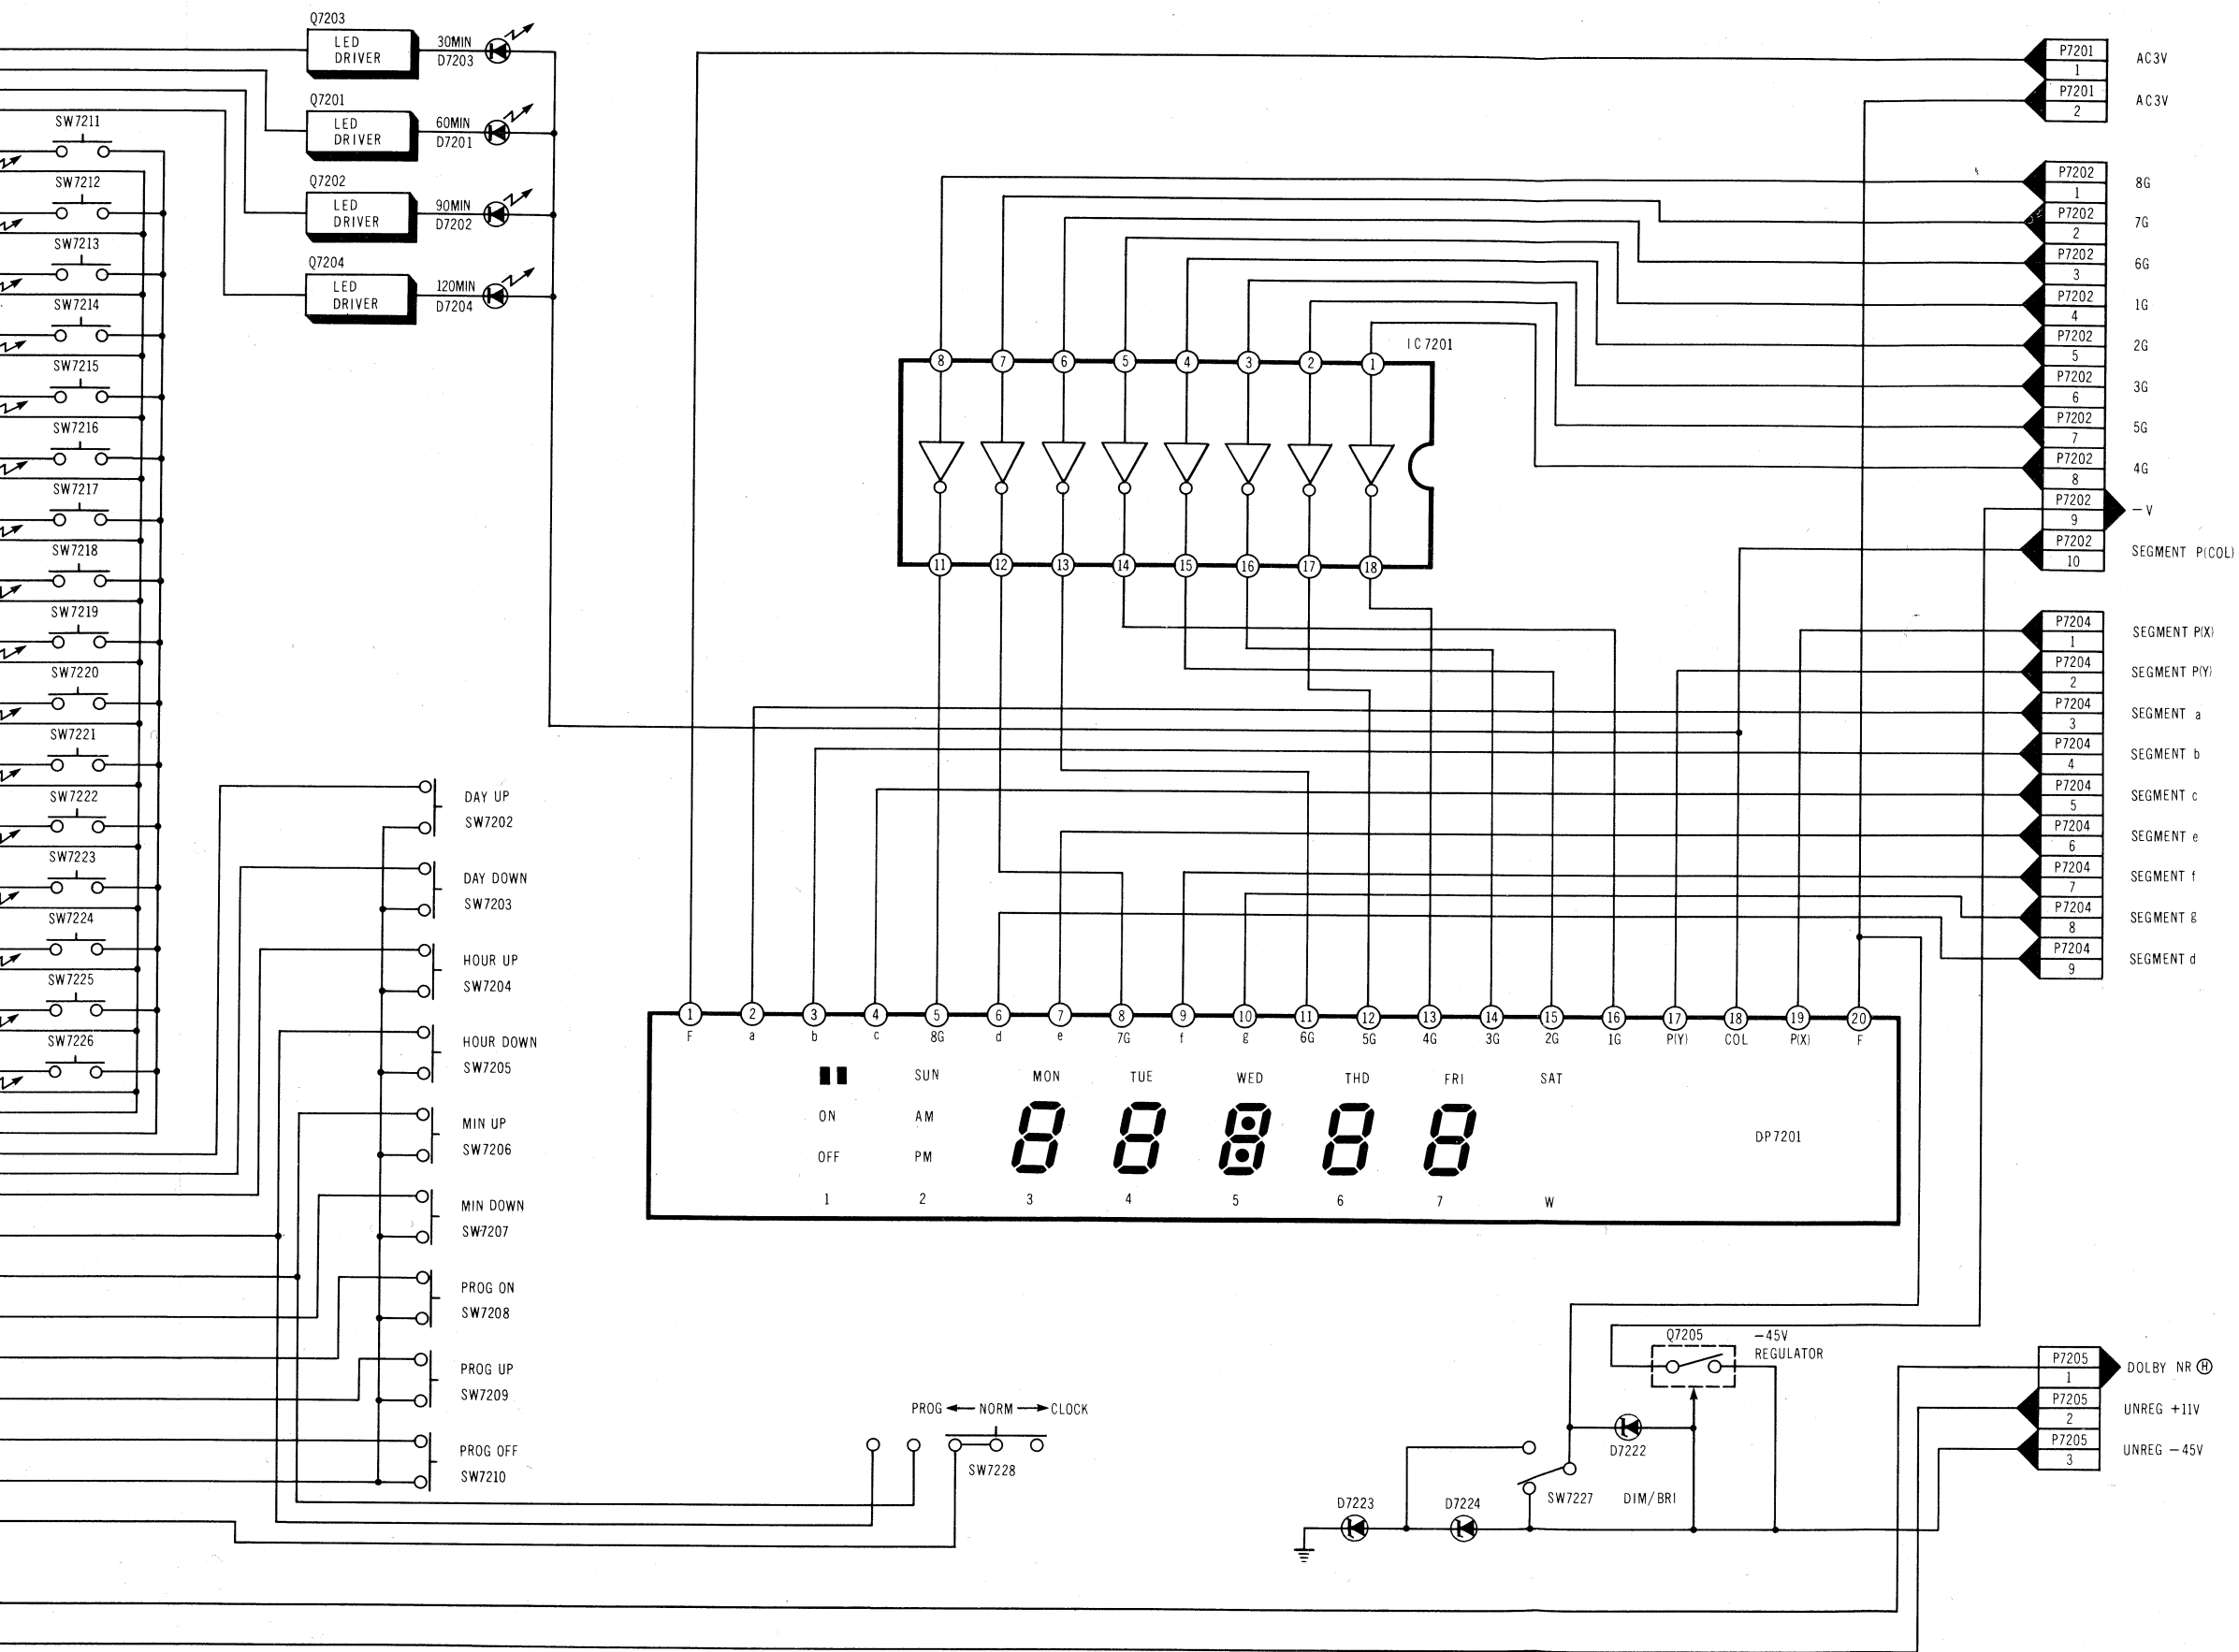 Q7203
LED
DRIVER
30MIN
D7203
Q7201
LED
DRIVER
60MIN
D7201
Q7202
LED
DRIVER
90MIN
D7202
Q7204
LED
DRIVER
120MIN
D7204
SW7211
SW7212
SW7213
SW7214
SW7215
SW7216
SW7217
SW7218
SW7219
SW7220
SW7221
SW7222
SW7223
SW7224
SW7225
SW7226
DAY UP
SW7202
DAY DOWN
SW7203
HOUR UP
SW7204
HOUR DOWN
SW7205
MIN UP
SW7206
MIN DOWN
SW7207
PROG ON
SW7208
PROG UP
SW7209
PROG OFF
SW7210
IC7201
8 7 6 5 4 3 2 1
11 12 13 14 15 16 17 18
1 2 3 4 5 6 7 8 9 10 11 12 13 14 15 16 17 18 19 20
F a b c 8G d e 7G f g 6G 5G 4G 3G 2G 1G P(Y) COL P(X) F
SUN MON TUE WED THD FRI SAT
ON AM
OFF PM
8 8 8 8 8
DP7201
1 2 3 4 5 6 7 W
PROG NORM CLOCK
SW7228
Q7205
-45V
REGULATOR
D7222
SW7227 DIM/BRI
D7223
D7224
P7201
1
AC3V
P7201
2
AC3V
P7202
1
8G
P7202
2
7G
P7202
3
6G
P7202
4
1G
P7202
5
2G
P7202
6
3G
P7202
7
5G
P7202
8
4G
P7202
9
-V
P7202
10
SEGMENT P(COL)
P7204
1
SEGMENT P(X)
P7204
2
SEGMENT P(Y)
P7204
3
SEGMENT a
P7204
4
SEGMENT b
P7204
5
SEGMENT c
P7204
6
SEGMENT e
P7204
7
SEGMENT f
P7204
8
SEGMENT g
P7204
9
SEGMENT d
P7205
1
DOLBY NR Ⓗ
P7205
2
UNREG +11V
P7205
3
UNREG -45V